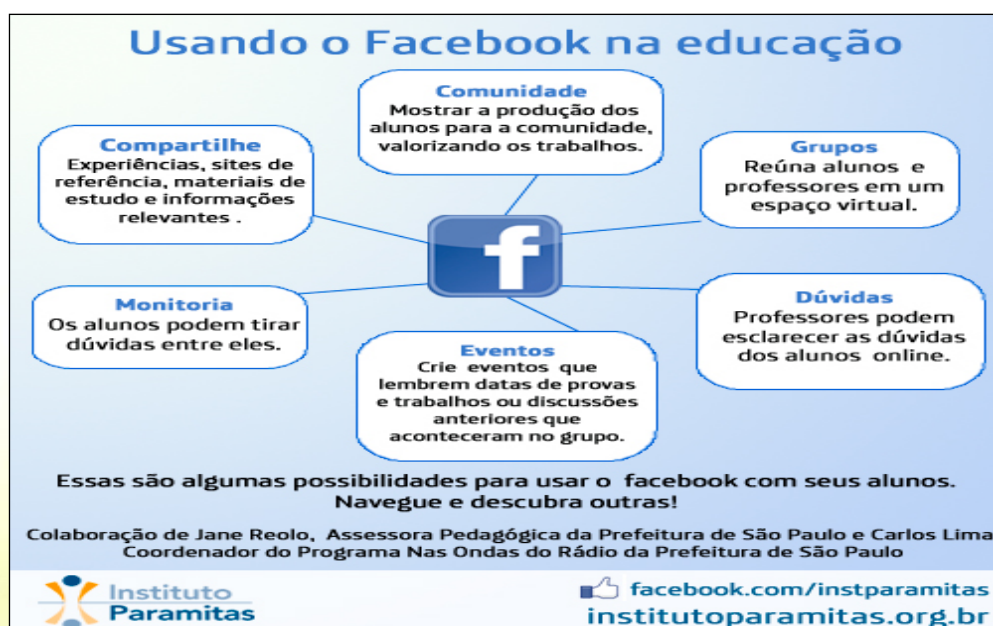 Usando o Facebook na educação
Comunidade
Mostrar a produção dos
alunos para a comunidade,
valorizando os trabalhos.
Compartilhe
Experiências, sites de
referência, materiais de
estudo e informações
relevantes .
Grupos
Reúna alunos e
professores em um
espaço virtual.
f
Monitoria
Os alunos podem tirar
dúvidas entre eles.
Dúvidas
Professores podem
esclarecer as dúvidas
dos alunos online.
Eventos
Crie eventos que
lembrem datas de provas
e trabalhos ou discussões
anteriores que
aconteceram no grupo.
Essas são algumas possibilidades para usar o facebook com seus alunos.
Navegue e descubra outras!
Colaboração de Jane Reolo, Assessora Pedagógica da Prefeitura de São Paulo e Carlos Lima
Coordenador do Programa Nas Ondas do Rádio da Prefeitura de São Paulo
Instituto
Paramitas
facebook.com/instparamitas
institutoparamitas.org.br